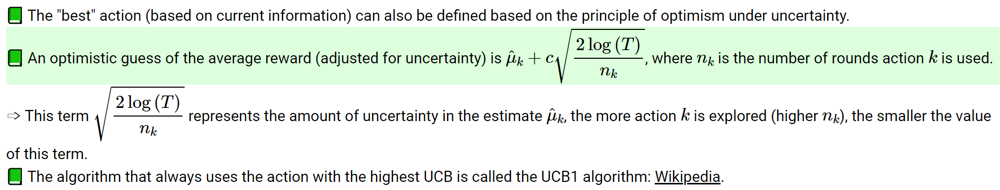 📗 The "best" action (based on current information) can also be defined based on the principle of optimism under uncertainty.
📗 An optimistic guess of the average reward (adjusted for uncertainty) is $\hat{\mu}_k + c\sqrt{\dfrac{2\log(T)}{n_k}}$, where $n_k$ is the number of rounds action $k$ is used.
⇨ This term $\sqrt{\dfrac{2\log(T)}{n_k}}$ represents the amount of uncertainty in the estimate $\hat{\mu}_k$, the more action $k$ is explored (higher $n_k$), the smaller the value
of this term.
📗 The algorithm that always uses the action with the highest UCB is called the UCB1 algorithm: Wikipedia.